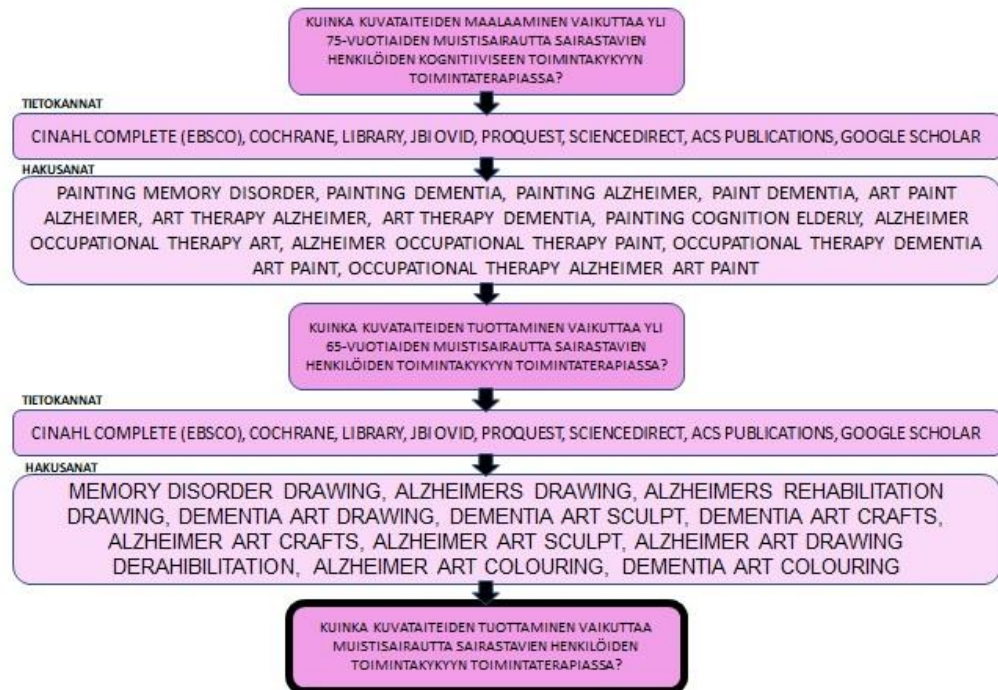 KUINKA KUVATAITEIDEN MAALAAMINEN VAIKUTTAA YLI
75-VUOTIAIDEN MUISTISAIRAUTTA SAIRASTAVIEN
HENKILÖIDEN KOGNITIIVISEEN TOIMINTAKYKYYN
TOIMINTATERAPIASSA?
TIETOKANNAT
CINAHL COMPLETE (EBSCO), COCHRANE, LIBRARY, JBI OVID, PROQUEST, SCIENCEDIRECT, ACS PUBLICATIONS, GOOGLE SCHOLAR
HAKUSANAT
PAINTING MEMORY DISORDER, PAINTING DEMENTIA, PAINTING ALZHEIMER, PAINT DEMENTIA, ART PAINT
ALZHEIMER, ART THERAPY ALZHEIMER, ART THERAPY DEMENTIA, PAINTING COGNITION ELDERLY, ALZHEIMER
OCCUPATIONAL THERAPY ART, ALZHEIMER OCCUPATIONAL THERAPY PAINT, OCCUPATIONAL THERAPY DEMENTIA
ART PAINT, OCCUPATIONAL THERAPY ALZHEIMER ART PAINT
KUINKA KUVATAITEIDEN TUOTTAMINEN VAIKUTTAA YLI
65-VUOTIAIDEN MUISTISAIRAUTTA SAIRASTAVIEN
HENKILÖIDEN TOIMINTAKYKYYN TOIMINTATERAPIASSA?
TIETOKANNAT
CINAHL COMPLETE (EBSCO), COCHRANE, LIBRARY, JBI OVID, PROQUEST, SCIENCEDIRECT, ACS PUBLICATIONS, GOOGLE SCHOLAR
HAKUSANAT
MEMORY DISORDER DRAWING, ALZHEIMERS DRAWING, ALZHEIMERS REHABILITATION
DRAWING, DEMENTIA ART DRAWING, DEMENTIA ART SCULPT, DEMENTIA ART CRAFTS,
ALZHEIMER ART CRAFTS, ALZHEIMER ART SCULPT, ALZHEIMER ART DRAWING
DERAHIBILITATION, ALZHEIMER ART COLOURING, DEMENTIA ART COLOURING
KUINKA KUVATAITEIDEN TUOTTAMINEN VAIKUTTAA
MUISTISAIRAUTTA SAIRASTAVIEN HENKILÖIDEN
TOIMINTAKYKYYN TOIMINTATERAPIASSA?